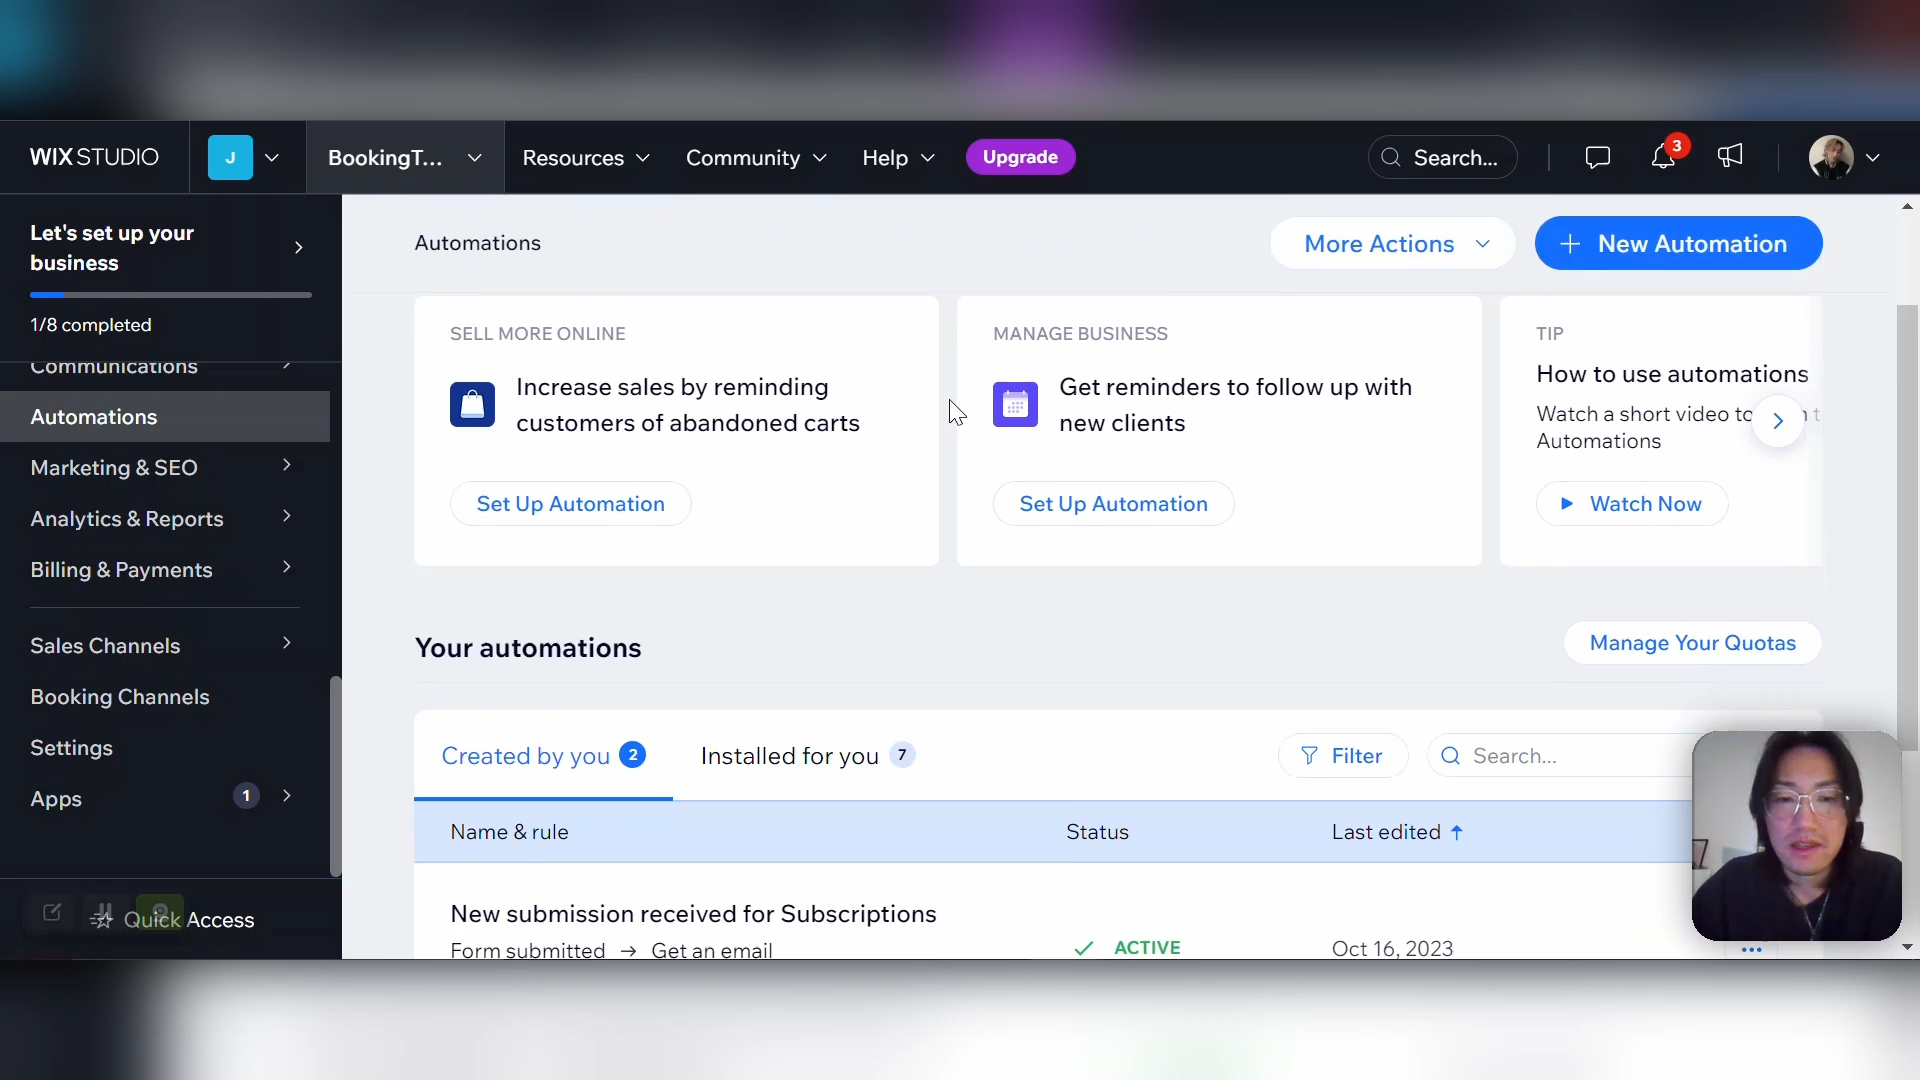 WIX STUDIO
J
BookingT...
Resources
Community
Help
Upgrade
Search...
3
Let's set up your
business
1/8 completed
Communications
Automations
Marketing & SEO
Analytics & Reports
Billing & Payments
Sales Channels
Booking Channels
Settings
Apps
1
Quick Access
Automations
More Actions
+ New Automation
SELL MORE ONLINE
Increase sales by reminding
customers of abandoned carts
Set Up Automation
MANAGE BUSINESS
Get reminders to follow up with
new clients
Set Up Automation
TIP
How to use automations
Watch a short video to
Automations
Watch Now
Your automations
Manage Your Quotas
Created by you 2
Installed for you 7
Filter
Search...
Name & rule
Status
Last edited
New submission received for Subscriptions
Form submitted → Get an email
ACTIVE
Oct 16, 2023